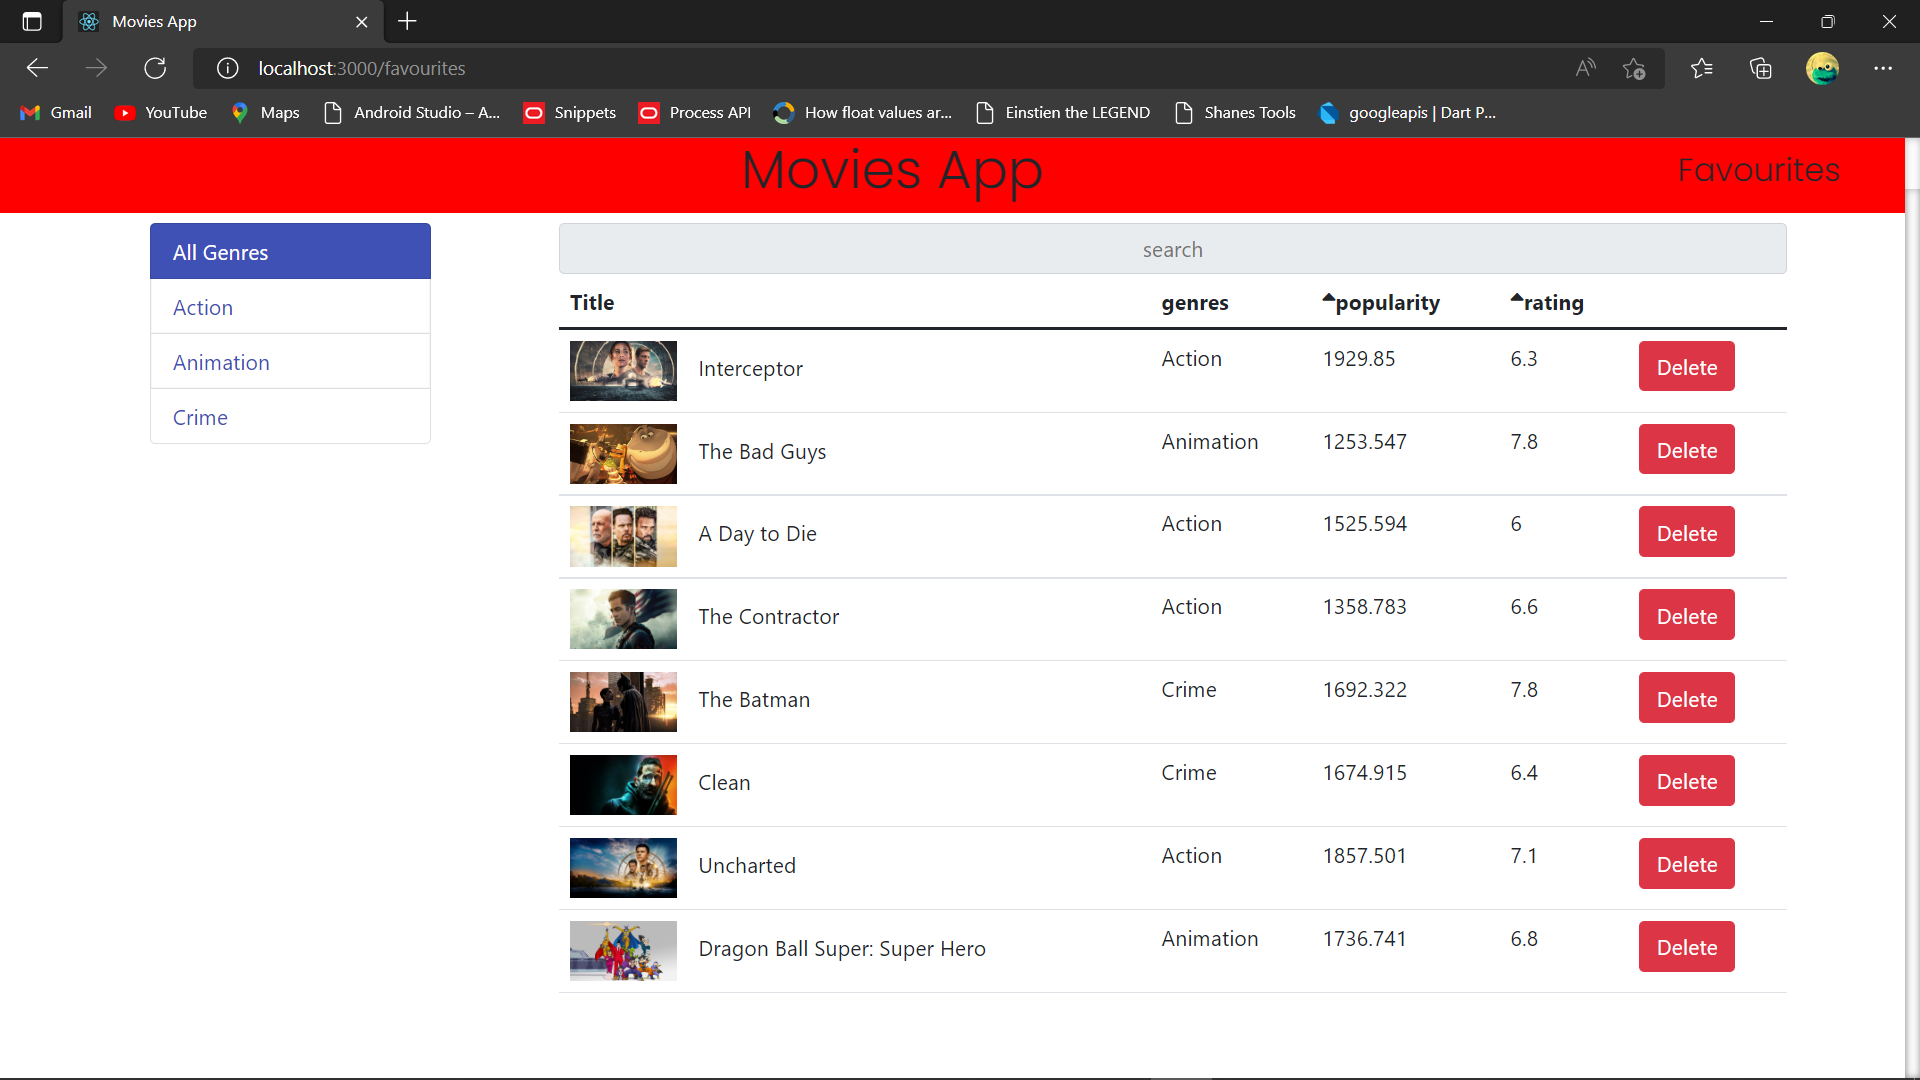 Movies App
localhost:3000/favourites
Gmail YouTube Maps Android Studio – A... Snippets Process API How float values ar... Einstien the LEGEND Shanes Tools googleapis | Dart P...
Movies App Favourites
All Genres
Action
Animation
Crime
search
Title genres popularity rating
Interceptor Action 1929.85 6.3 Delete
The Bad Guys Animation 1253.547 7.8 Delete
A Day to Die Action 1525.594 6 Delete
The Contractor Action 1358.783 6.6 Delete
The Batman Crime 1692.322 7.8 Delete
Clean Crime 1674.915 6.4 Delete
Uncharted Action 1857.501 7.1 Delete
Dragon Ball Super: Super Hero Animation 1736.741 6.8 Delete